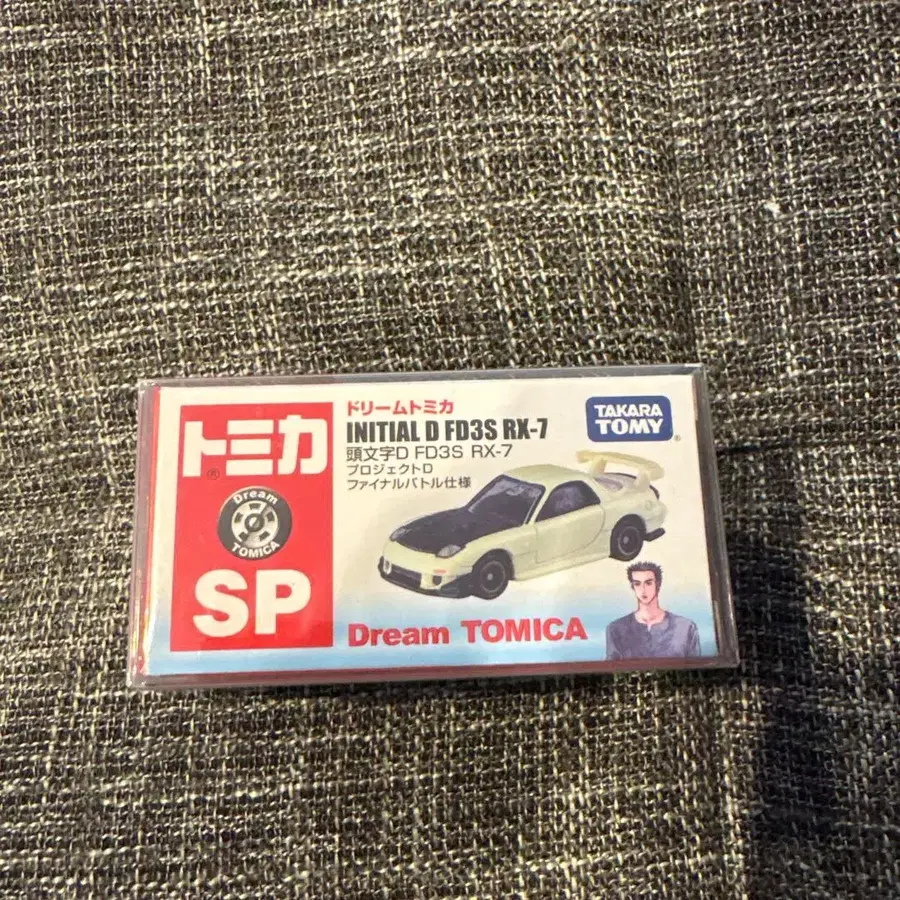 トミカ
®
Dream
TOMICA
SP
ドリームトミカ
INITIAL D FD3S RX-7
頭文字D FD3S RX-7
プロジェクトD
ファイナルバトル仕様
Dream TOMICA
TAKARA
TOMY
®